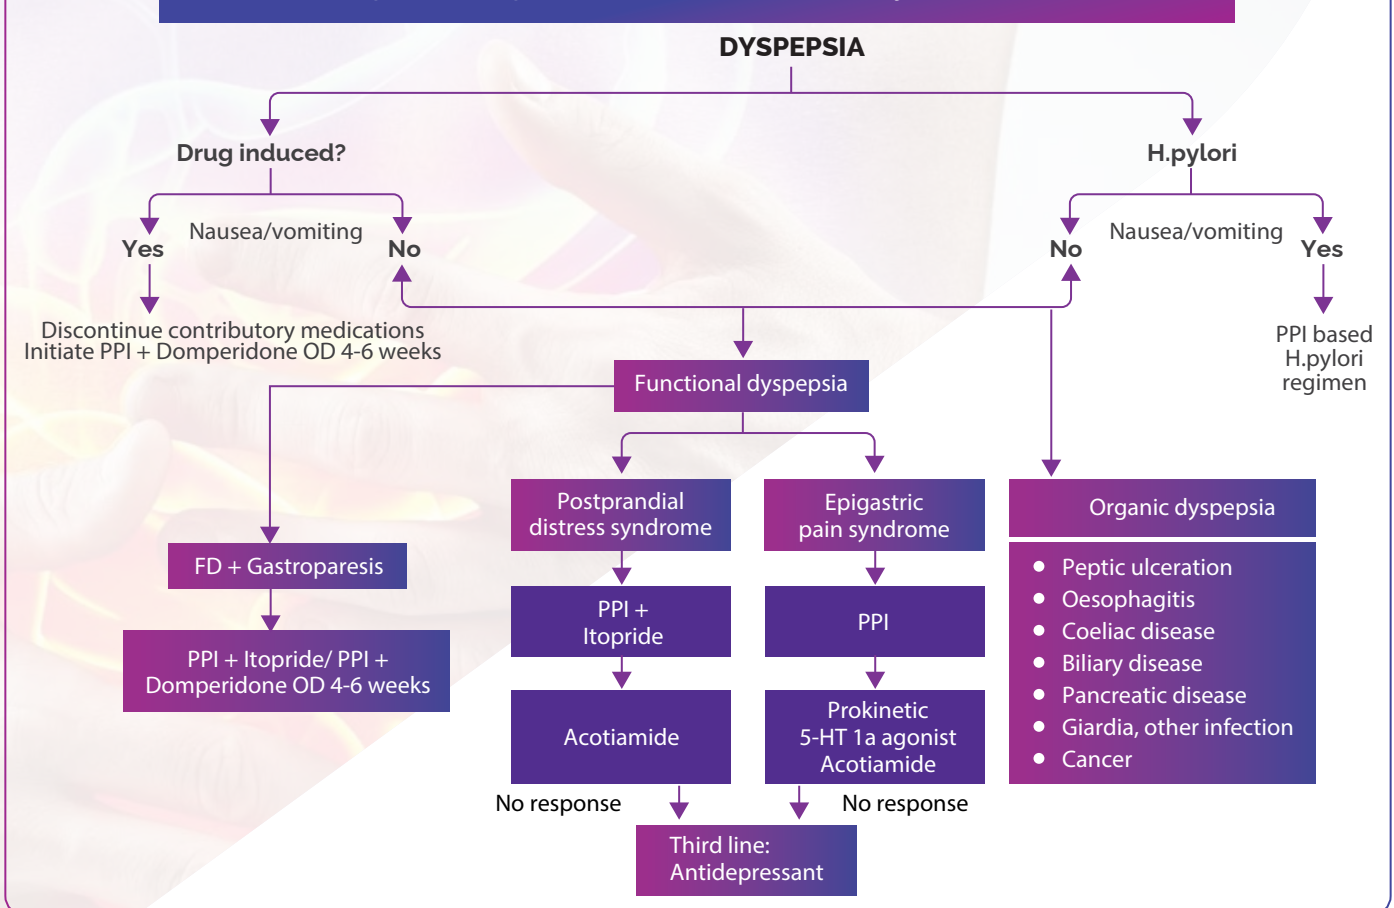 DYSPEPSIA
Drug induced?
H.pylori
Nausea/vomiting
Yes
No
Nausea/vomiting
No
Yes
Discontinue contributory medications
Initiate PPI + Domperidone OD 4-6 weeks
PPI based
H.pylori
regimen
Functional dyspepsia
Postprandial
distress syndrome
Epigastric
pain syndrome
Organic dyspepsia
FD + Gastroparesis
PPI + Itopride/ PPI +
Domperidone OD 4-6 weeks
PPI +
Itopride
PPI
• Peptic ulceration
• Oesophagitis
• Coeliac disease
• Biliary disease
• Pancreatic disease
• Giardia, other infection
• Cancer
Acotiamide
Prokinetic
5-HT 1a agonist
Acotiamide
No response
No response
Third line:
Antidepressant